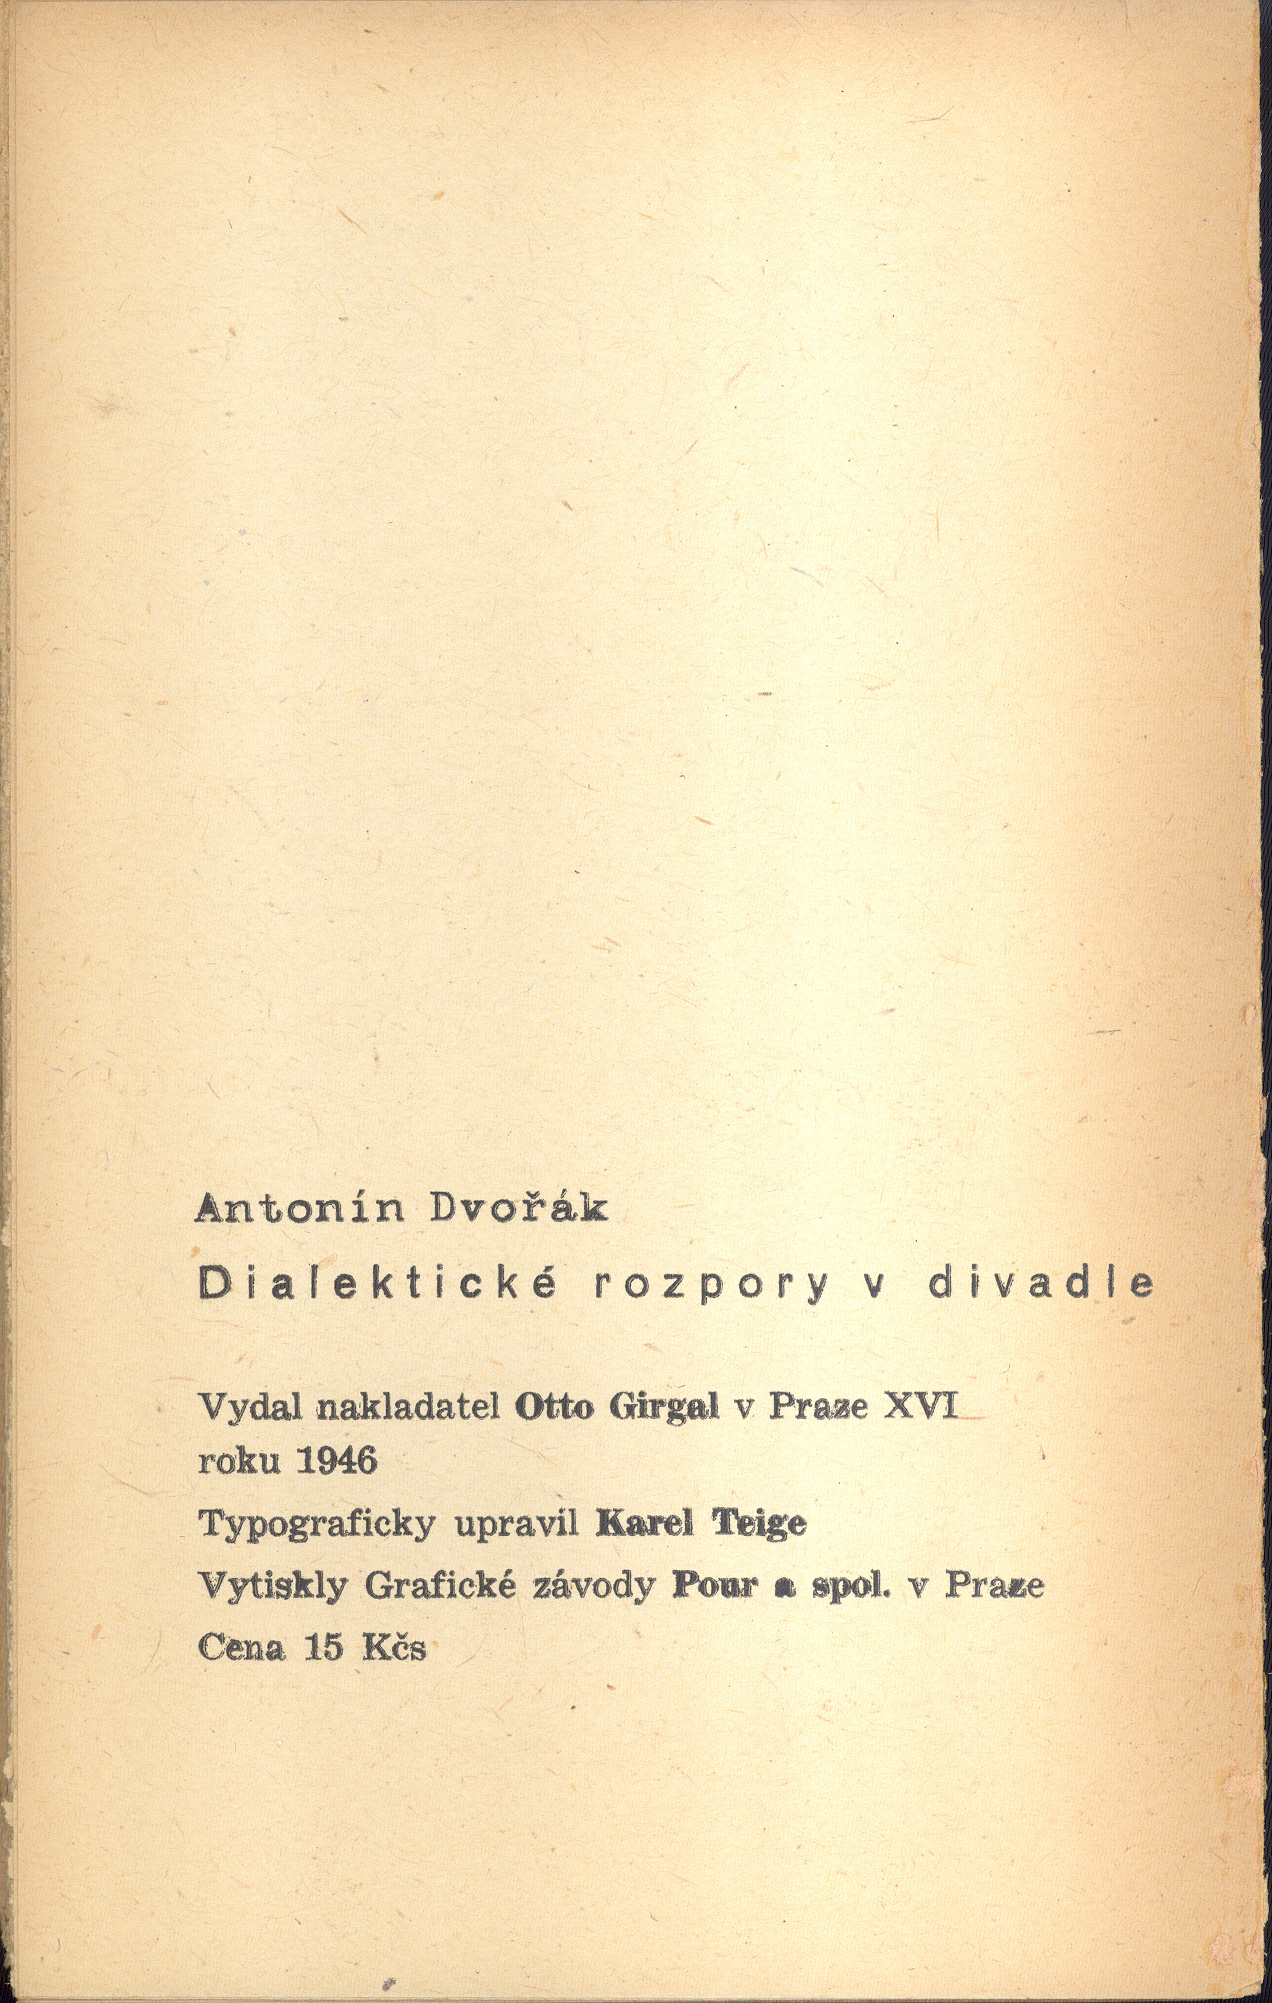 Antonín Dvořák
Dialektické rozpory v divadle
Vydal nakladatel Otto Girgal v Praze XVI
roku 1946
Typograficky upravil Karel Teige
Vytiskly Grafické závody Pour a spol. v Praze
Cena 15 Kčs